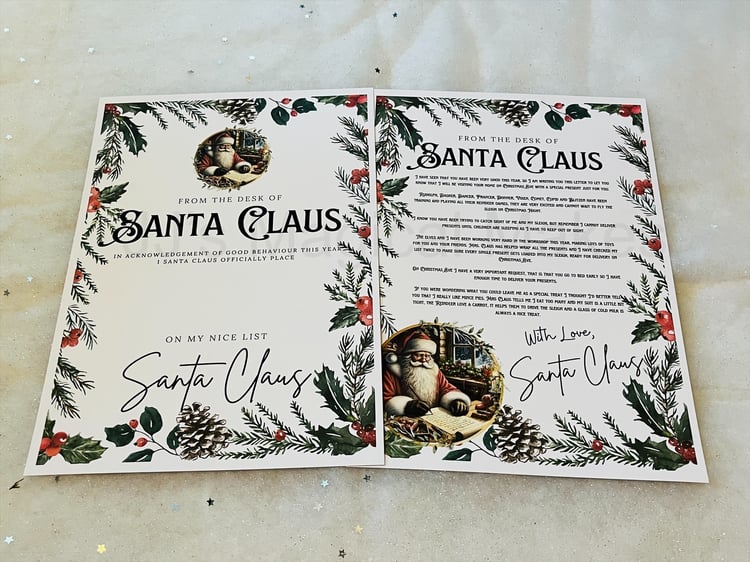 FROM THE DESK OF
SANTA CLAUS
IN ACKNOWLEDGEMENT OF GOOD BEHAVIOUR THIS YEAR
I SANTA CLAUS OFFICIALLY PLACE
ON MY NICE LIST
Santa Claus
FROM THE DESK OF
SANTA CLAUS
I HAVE SEEN THAT YOU HAVE BEEN VERY GOOD THIS YEAR, SO I AM WRITING YOU THIS LETTER TO LET YOU
KNOW THAT I WILL BE VISITING YOUR HOME ON CHRISTMAS EVE WITH A SPECIAL PRESENT JUST FOR YOU.
RUDOLPH, DASHER, DANCER, PRANCER, DONNER, VIXEN, COMET, CUPID AND BLITZEN HAVE BEEN
TRAINING AND PLAYING ALL THEIR REINDEER GAMES, THEY ARE VERY EXCITED AND CANNOT WAIT TO FLY THE
SLEIGH ON CHRISTMAS NIGHT.
KNOW YOU HAVE BEEN TRYING TO CATCH SIGHT OF ME AND MY SLEIGH, BUT REMEMBER I CANNOT DELIVER
PRESENTS UNTIL CHILDREN ARE SLEEPING AS I HAVE TO KEEP OUT OF SIGHT.
THE ELVES AND I HAVE BEEN WORKING VERY HARD IN THE WORKSHOP THIS YEAR, MAKING LOTS OF TOYS
FOR YOU AND YOUR FRIENDS. MRS. CLAUS HAS HELPED WRAP ALL THE PRESENTS AND I HAVE CHECKED MY
LIST TWICE TO MAKE SURE EVERY SINGLE PRESENT GETS LOADED INTO MY SLEIGH, READY FOR DELIVERY ON
CHRISTMAS EVE.
ON CHRISTMAS EVE I HAVE A VERY IMPORTANT REQUEST, THAT IS THAT YOU GO TO BED EARLY SO I HAVE
ENOUGH TIME TO DELIVER YOUR PRESENTS.
IF YOU WERE WONDERING WHAT YOU COULD LEAVE ME AS A SPECIAL TREAT I THOUGHT I'D BETTER TELL
YOU THAT I REALLY LIKE MINCE PIES. MRS CLAUS TELLS ME I EAT TOO MANY AND MY SUIT IS A LITTLE BIT
TIGHT, THE REINDEER LOVE A CARROT, IT HELPS THEM TO DRIVE THE SLEIGH AND A GLASS OF COLD MILK IS
ALWAYS A NICE TREAT.
With Love,
Santa Claus